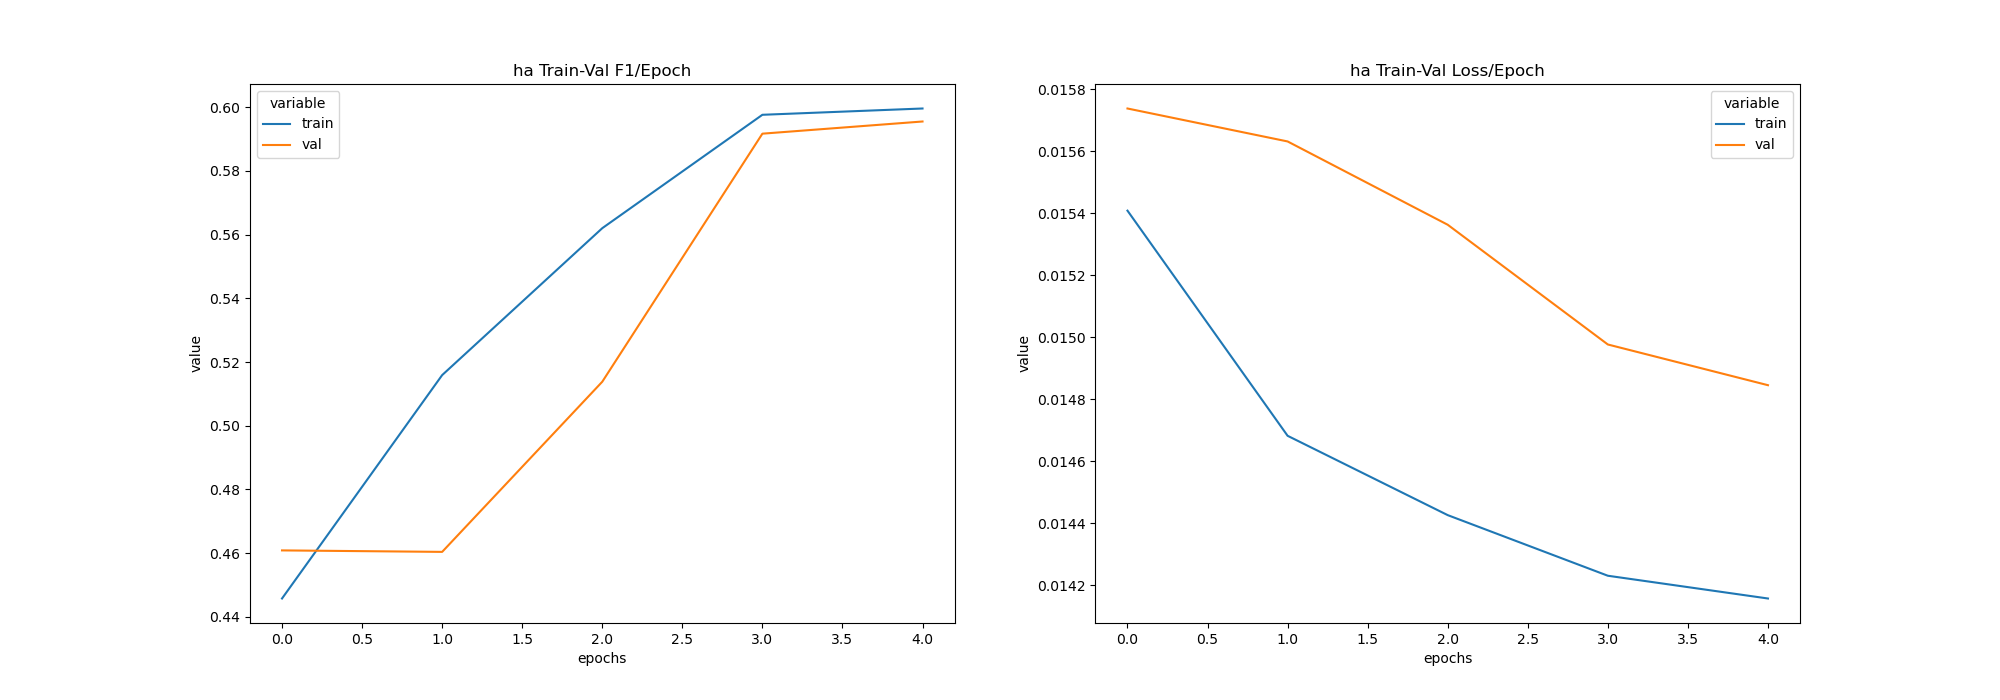 ha Train-Val F1/Epoch
variable
train
val
0.60
0.58
0.56
0.54
0.52
0.50
0.48
0.46
0.44
value
0.0 0.5 1.0 1.5 2.0 2.5 3.0 3.5 4.0
epochs
ha Train-Val Loss/Epoch
variable
train
val
0.0158
0.0156
0.0154
0.0152
0.0150
0.0148
0.0146
0.0144
0.0142
value
0.0 0.5 1.0 1.5 2.0 2.5 3.0 3.5 4.0
epochs